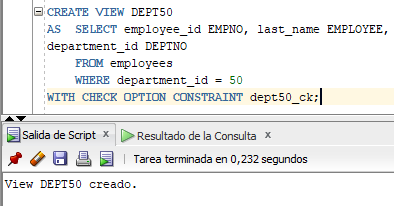 CREATE VIEW DEPT50
AS  SELECT employee_id EMPNO, last_name EMPLOYEE,
department_id DEPTNO
FROM employees
WHERE department_id = 50
WITH CHECK OPTION CONSTRAINT dept50_ck;
Salida de Script x Resultado de la Consulta x
Tarea terminada en 0,232 segundos
View DEPT50 creado.